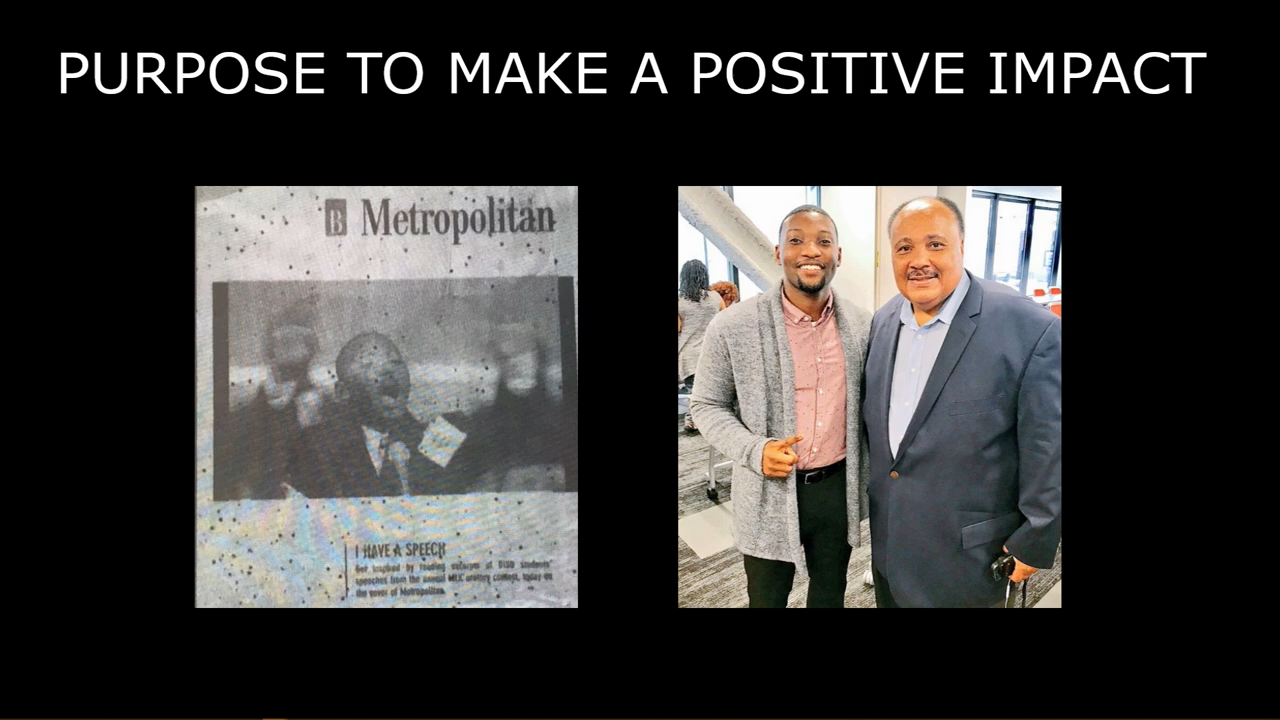 PURPOSE TO MAKE A POSITIVE IMPACT
B Metropolitan
I HAVE A SPEECH
Get inspired by reading excerpts of DISD students'
speeches from the annual MLK oratory contest, today on
the cover of Metropolitan.